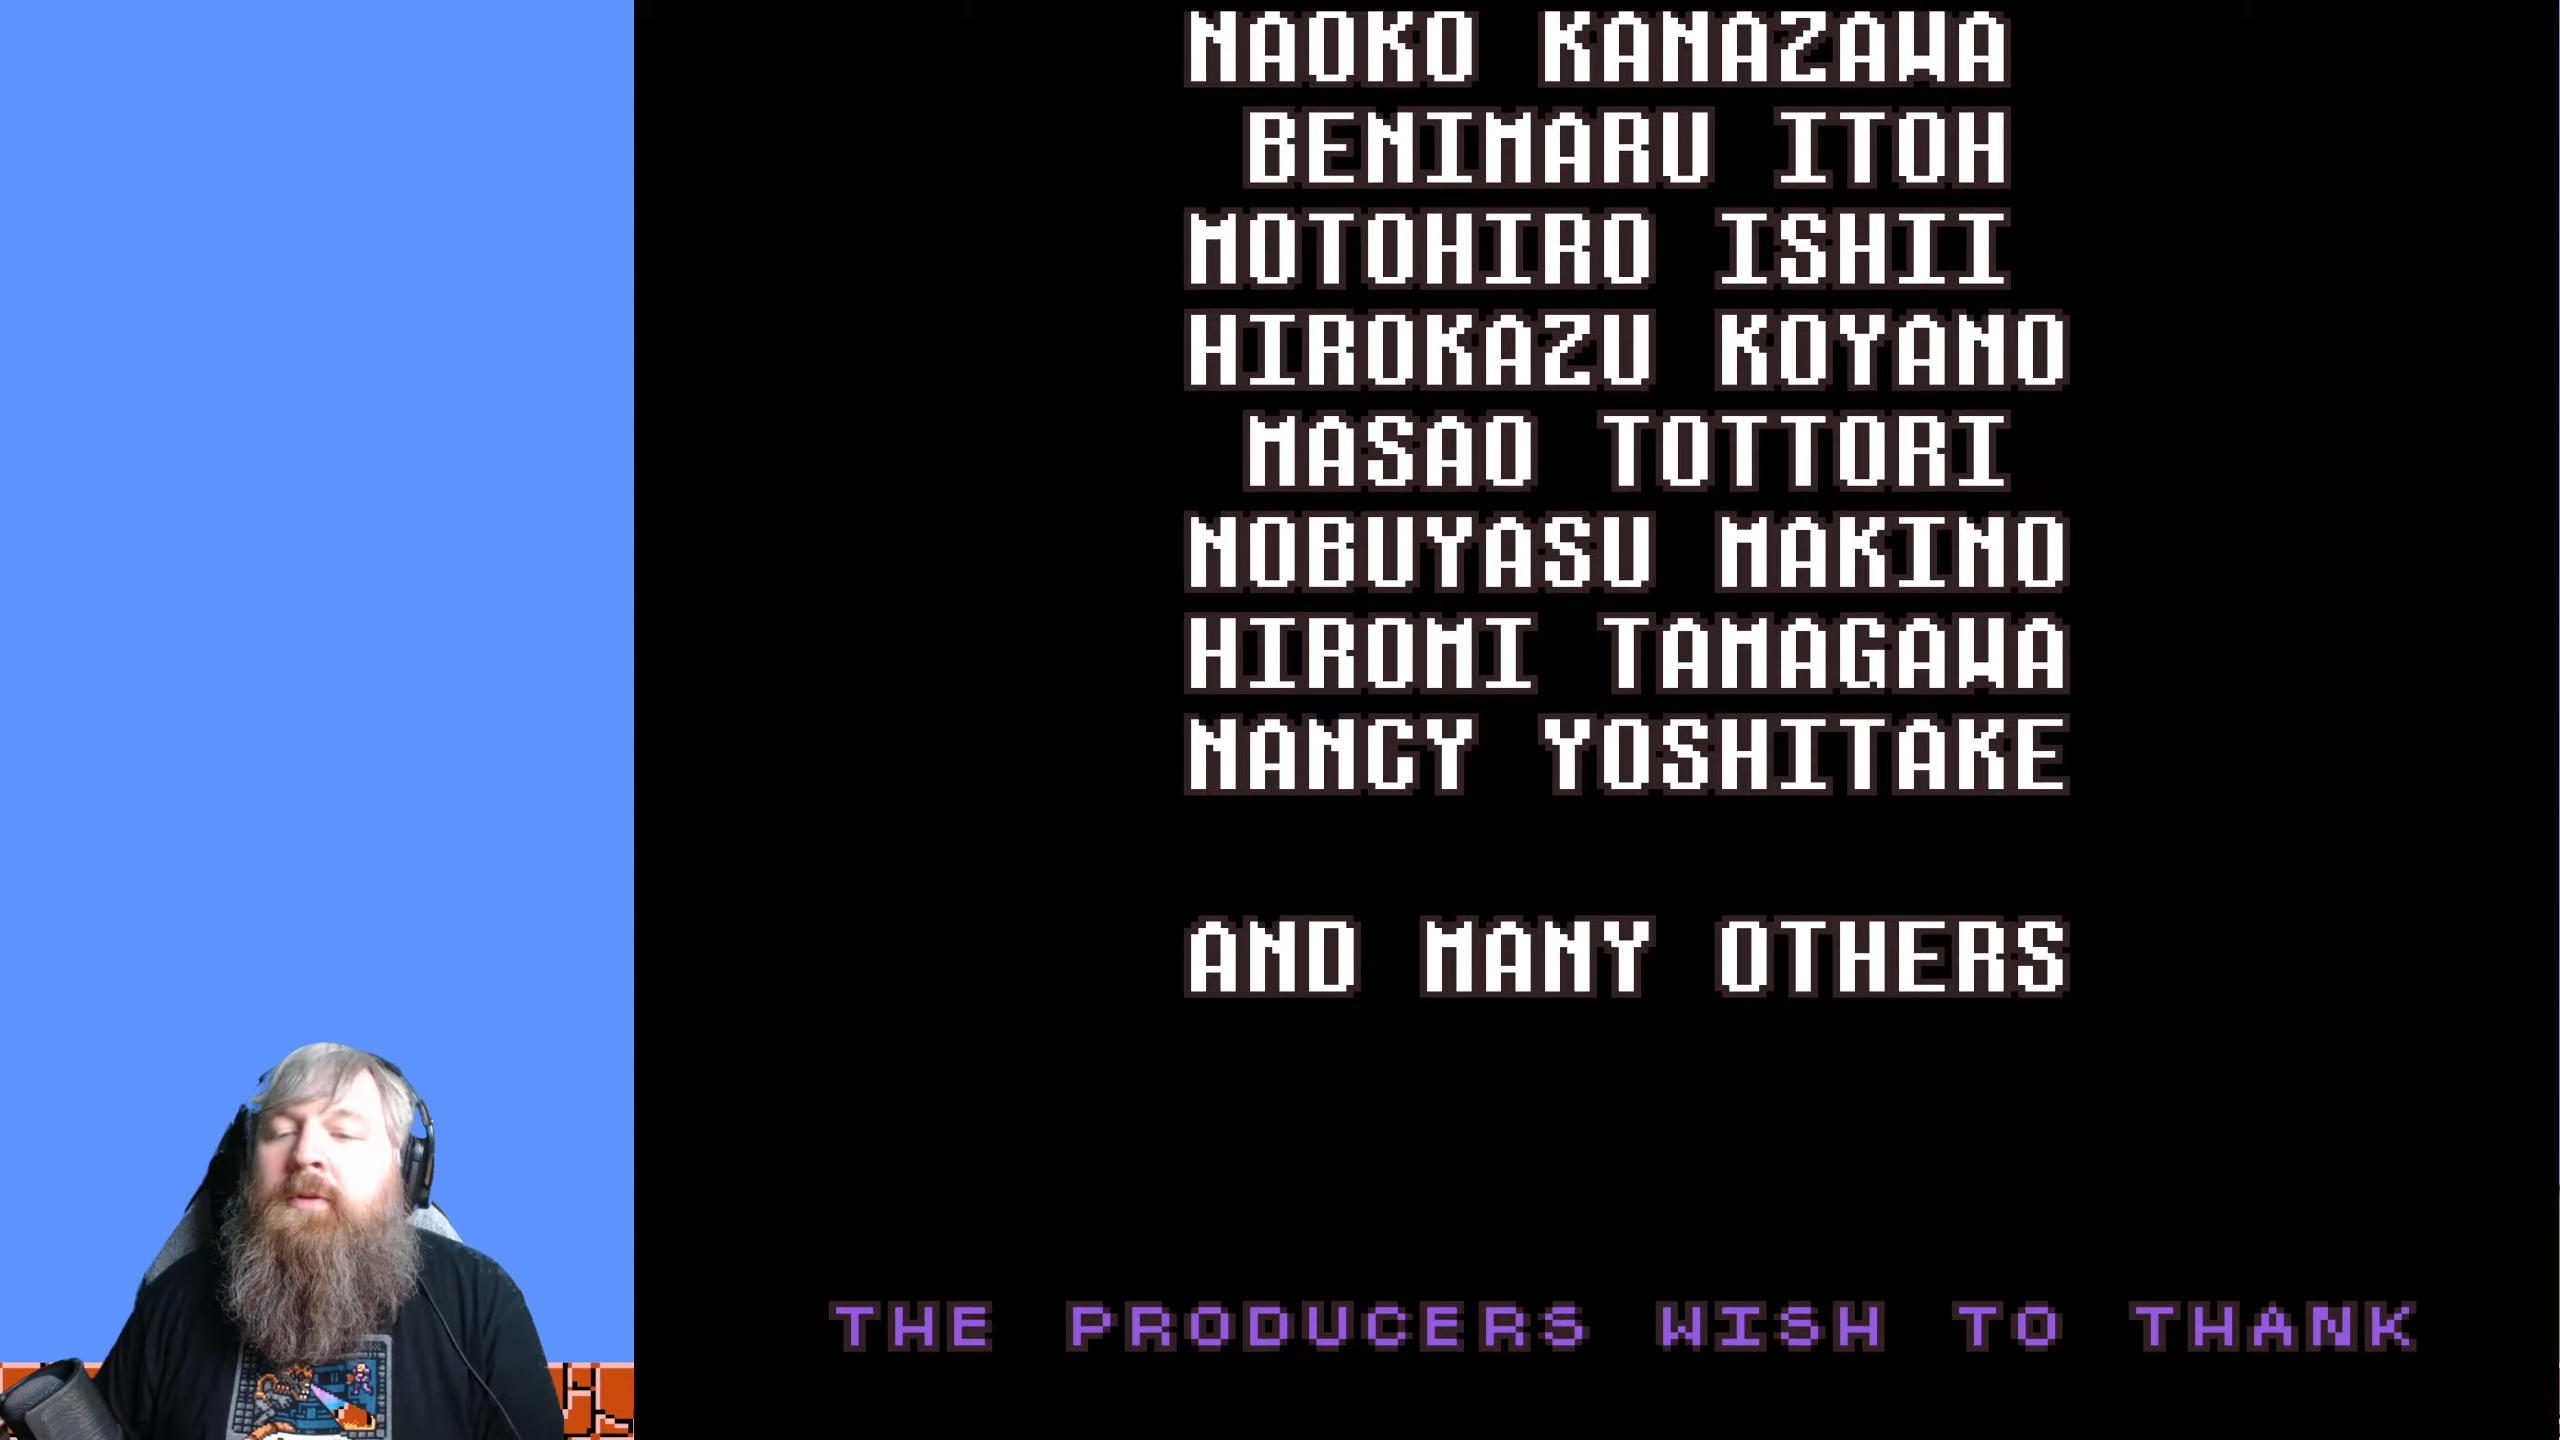 NAOKO KANAZAWA
BENIMARU ITOH
MOTOHIRO ISHII
HIROKAZU KOYANO
MASAO TOTTORI
NOBUYASU MAKINO
HIROMI TAMAGAWA
NANCY YOSHITAKE
AND MANY OTHERS
THE PRODUCERS WISH TO THANK